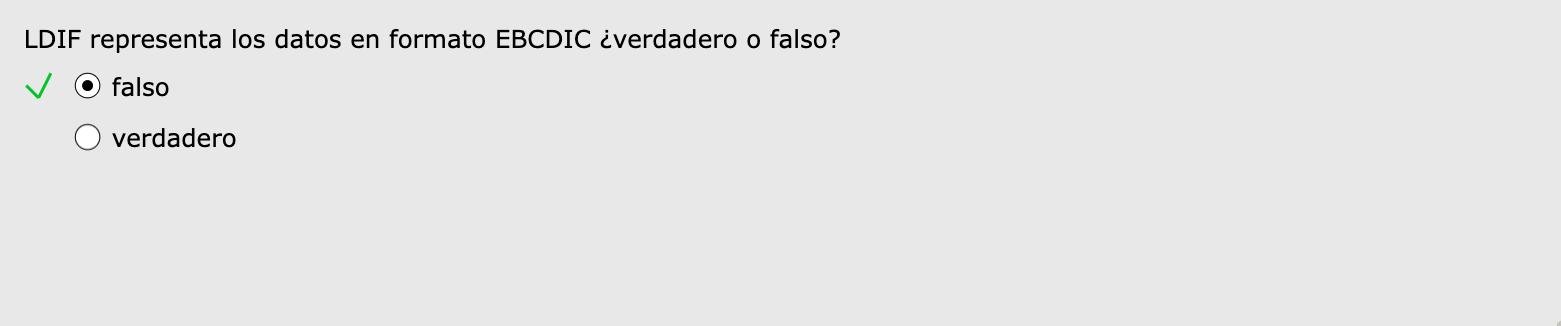 LDIF representa los datos en formato EBCDIC ¿verdadero o falso?
falso
verdadero